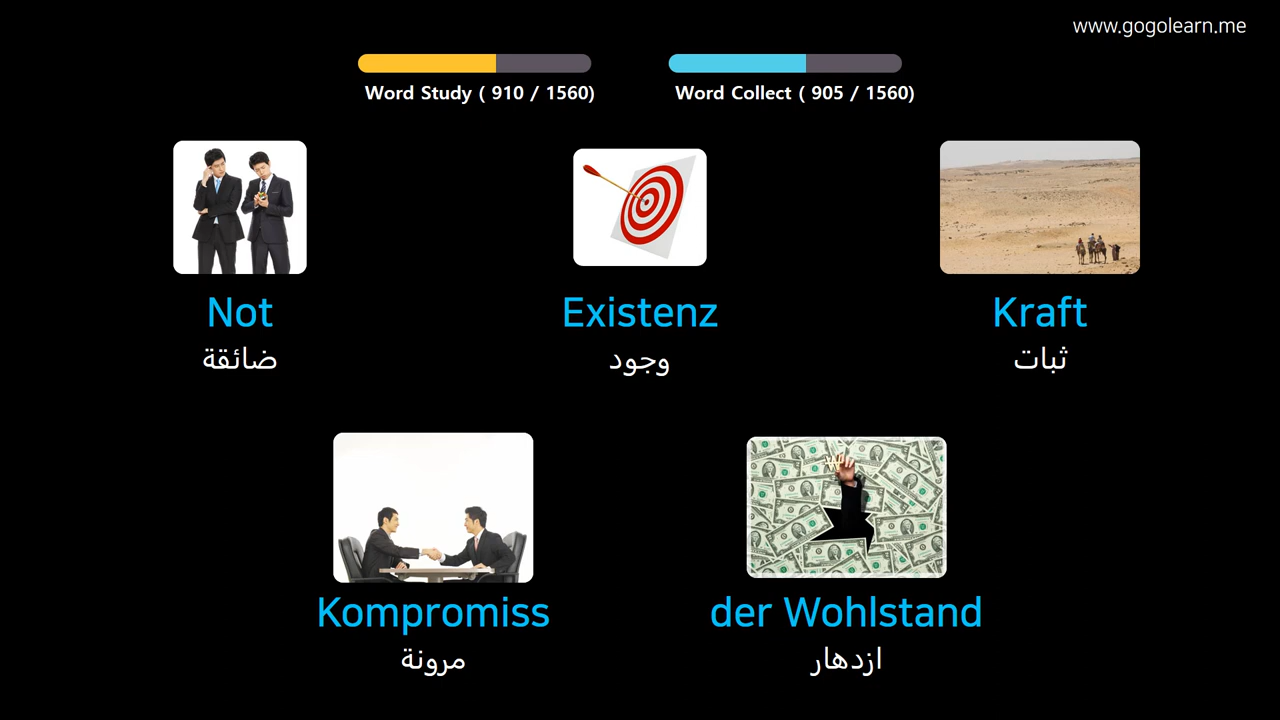 www.gogolearn.me
Word Study ( 910 / 1560)
Word Collect ( 905 / 1560)
Not
ضائقة
Existenz
وجود
Kraft
ثبات
Kompromiss
مرونة
der Wohlstand
ازدهار